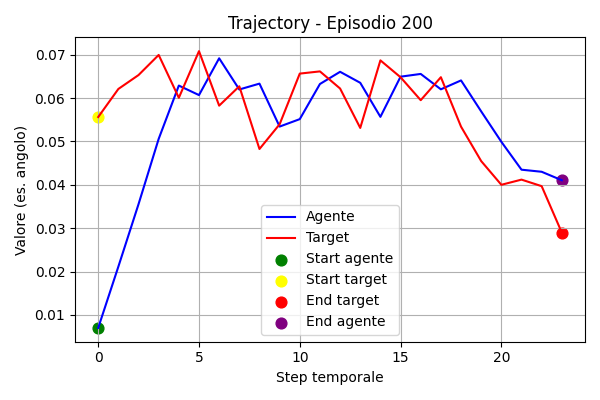 Trajectory - Episodio 200
Valore (es. angolo)
0.07
0.06
0.05
0.04
0.03
0.02
0.01
Agente
Target
Start agente
Start target
End target
End agente
0 5 10 15 20
Step temporale